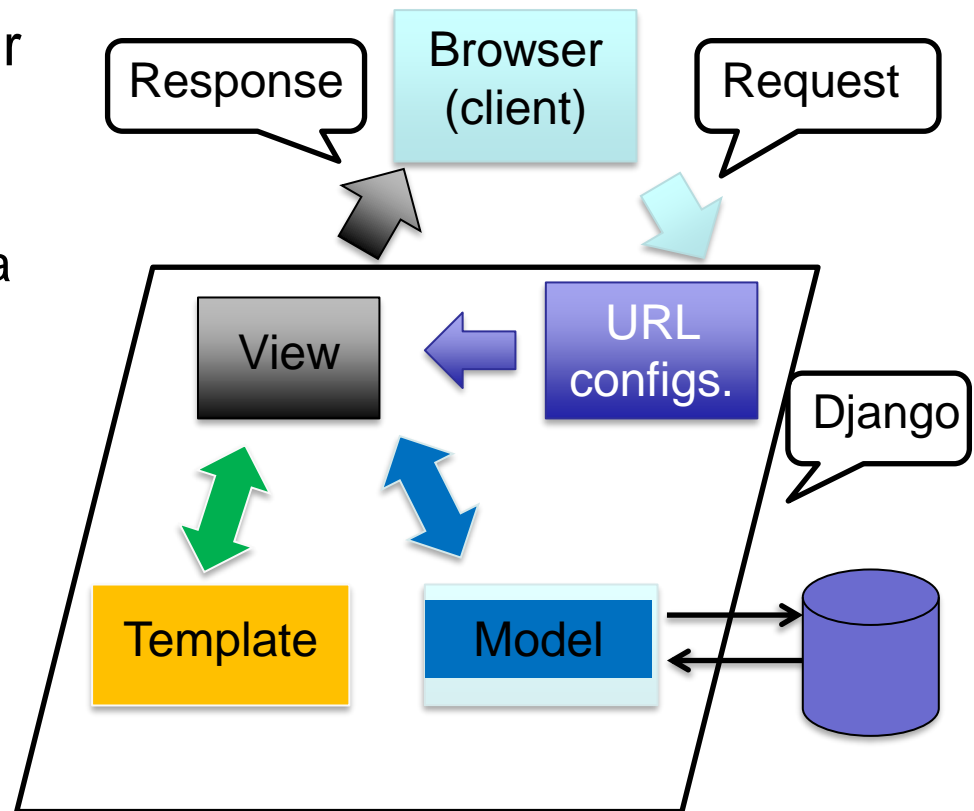 r
Response
Browser
(client)
Request
a
View
URL
configs.
Django
Template
Model